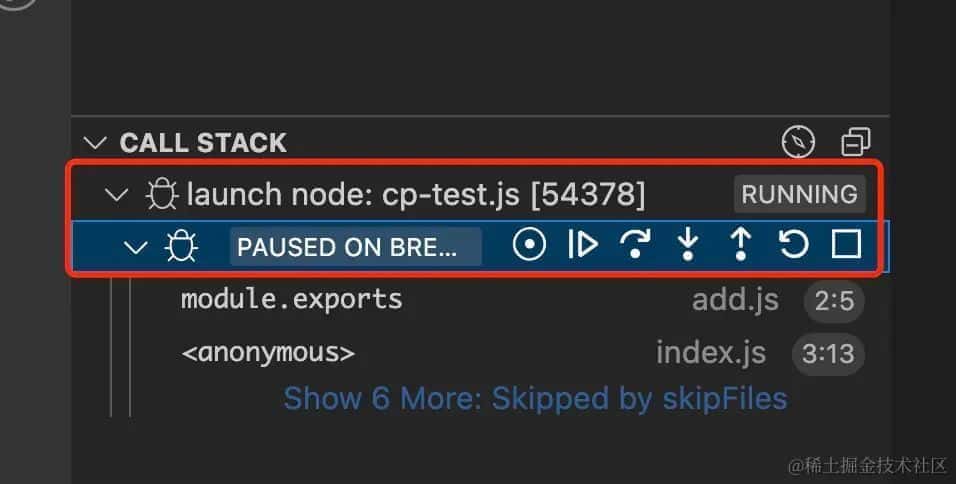 CALL STACK
launch node: cp-test.js [54378] RUNNING
PAUSED ON BRE...
module.exports add.js 2:5
<anonymous> index.js 3:13
Show 6 More: Skipped by skipFiles
@稀土掘金技术社区